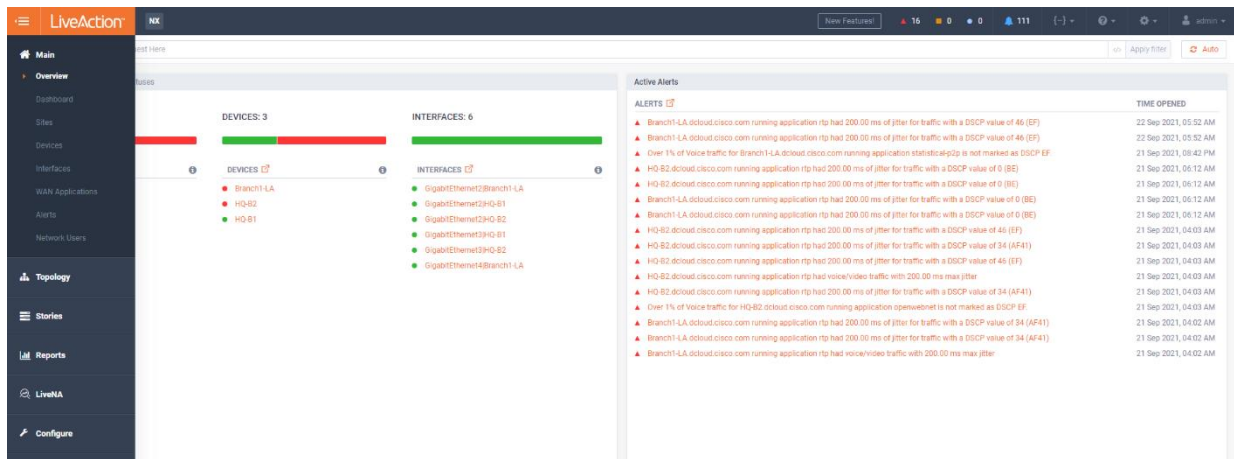 LiveAction
NX
New Features!
16
0
0
111
{-}
admin
Main
Overview
Dashboard
Sites
Devices
Interfaces
WAN Applications
Alerts
Network Users
Topology
Stories
Reports
LiveNA
Configure
est Here
</> Apply filter
Auto
tuses
DEVICES: 3
INTERFACES: 6
DEVICES
INTERFACES
Branch1-LA
HQ-B2
HQ-B1
GigabitEthernet2|Branch1-LA
GigabitEthernet2|HQ-B1
GigabitEthernet2|HQ-B2
GigabitEthernet3|HQ-B1
GigabitEthernet3|HQ-B2
GigabitEthernet4|Branch1-LA
Active Alerts
ALERTS TIME OPENED
Branch1-LA.dcloud.cisco.com running application rtp had 200.00 ms of jitter for traffic with a DSCP value of 46 (EF) 22 Sep 2021, 05:52 AM
Branch1-LA.dcloud.cisco.com running application rtp had 200.00 ms of jitter for traffic with a DSCP value of 46 (EF) 22 Sep 2021, 05:52 AM
Over 1% of Voice traffic for Branch1-LA.dcloud.cisco.com running application statistical-p2p is not marked as DSCP EF. 21 Sep 2021, 08:42 PM
HQ-B2.dcloud.cisco.com running application rtp had 200.00 ms of jitter for traffic with a DSCP value of 0 (BE) 21 Sep 2021, 06:12 AM
HQ-B2.dcloud.cisco.com running application rtp had 200.00 ms of jitter for traffic with a DSCP value of 0 (BE) 21 Sep 2021, 06:12 AM
Branch1-LA.dcloud.cisco.com running application rtp had 200.00 ms of jitter for traffic with a DSCP value of 0 (BE) 21 Sep 2021, 06:12 AM
Branch1-LA.dcloud.cisco.com running application rtp had 200.00 ms of jitter for traffic with a DSCP value of 0 (BE) 21 Sep 2021, 06:12 AM
HQ-B2.dcloud.cisco.com running application rtp had 200.00 ms of jitter for traffic with a DSCP value of 46 (EF) 21 Sep 2021, 04:03 AM
HQ-B2.dcloud.cisco.com running application rtp had 200.00 ms of jitter for traffic with a DSCP value of 34 (AF41) 21 Sep 2021, 04:03 AM
HQ-B2.dcloud.cisco.com running application rtp had 200.00 ms of jitter for traffic with a DSCP value of 46 (EF) 21 Sep 2021, 04:03 AM
HQ-B2.dcloud.cisco.com running application rtp had voice/video traffic with 200.00 ms max jitter 21 Sep 2021, 04:03 AM
HQ-B2.dcloud.cisco.com running application rtp had 200.00 ms of jitter for traffic with a DSCP value of 34 (AF41) 21 Sep 2021, 04:03 AM
Over 1% of Voice traffic for HQ-B2.dcloud.cisco.com running application openwebnet is not marked as DSCP EF. 21 Sep 2021, 04:03 AM
Branch1-LA.dcloud.cisco.com running application rtp had 200.00 ms of jitter for traffic with a DSCP value of 34 (AF41) 21 Sep 2021, 04:02 AM
Branch1-LA.dcloud.cisco.com running application rtp had 200.00 ms of jitter for traffic with a DSCP value of 34 (AF41) 21 Sep 2021, 04:02 AM
Branch1-LA.dcloud.cisco.com running application rtp had voice/video traffic with 200.00 ms max jitter 21 Sep 2021, 04:02 AM